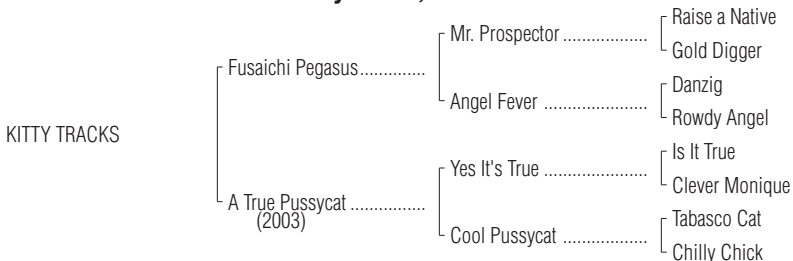 Raise a Native
Mr. Prospector ..................
Gold Digger
Fusaichi Pegasus..............
Danzig
Angel Fever ......................
Rowdy Angel
KITTY TRACKS
Is It True
Yes It's True ......................
Clever Monique
A True Pussycat ................
(2003)
Tabasco Cat
Cool Pussycat ..................
Chilly Chick